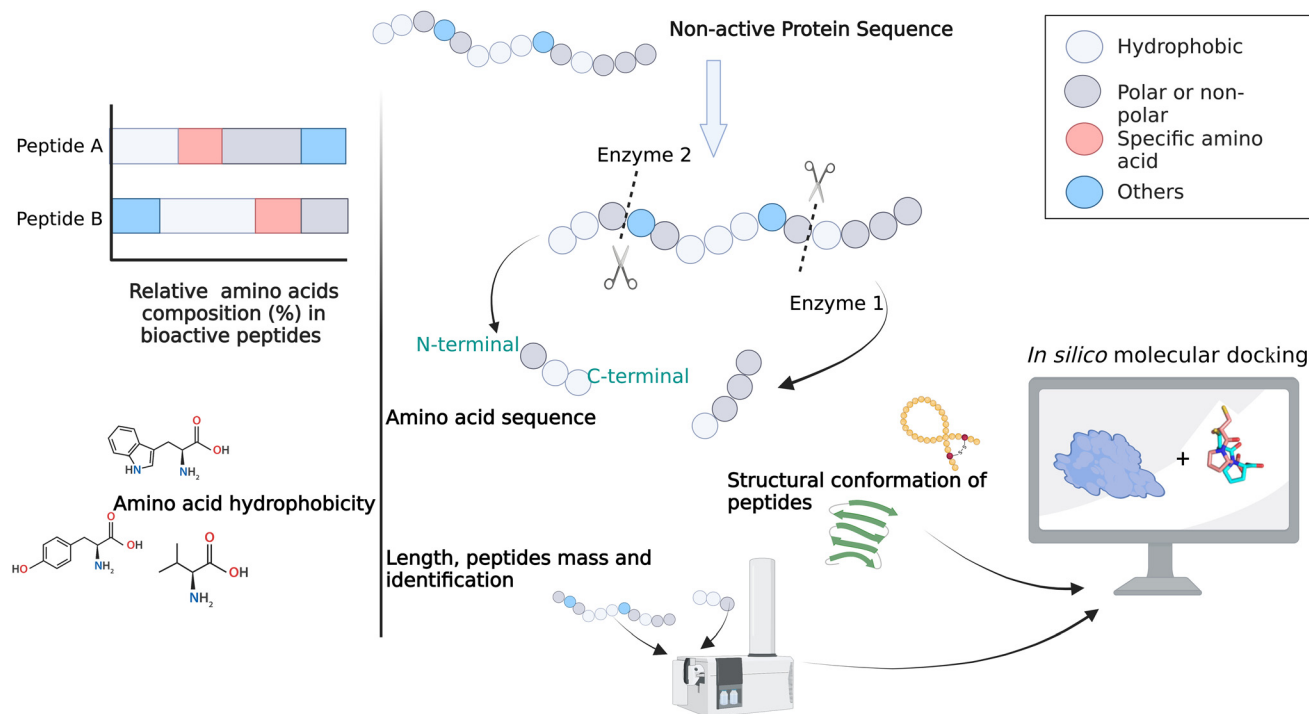 Non-active Protein Sequence
Hydrophobic
Polar or non-
polar
Specific amino
acid
Others
Peptide A
Peptide B
Relative  amino acids
composition (%) in
bioactive peptides
Enzyme 2
Enzyme 1
N-terminal
C-terminal
Amino acid sequence
In silico molecular docking
+
O
OH
NH₂
N
H
Amino acid hydrophobicity
O
OH
NH₂
HO
O
OH
NH₂
Structural conformation of
peptides
Length, peptides mass and
identification